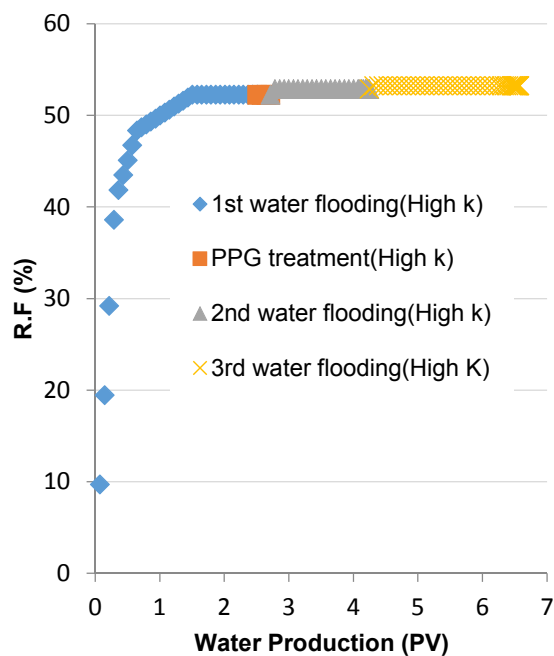 60
50
40
30
20
10
0
R.F (%)
1st water flooding(High k)
PPG treatment(High k)
2nd water flooding(High k)
3rd water flooding(High K)
0 1 2 3 4 5 6 7
Water Production (PV)